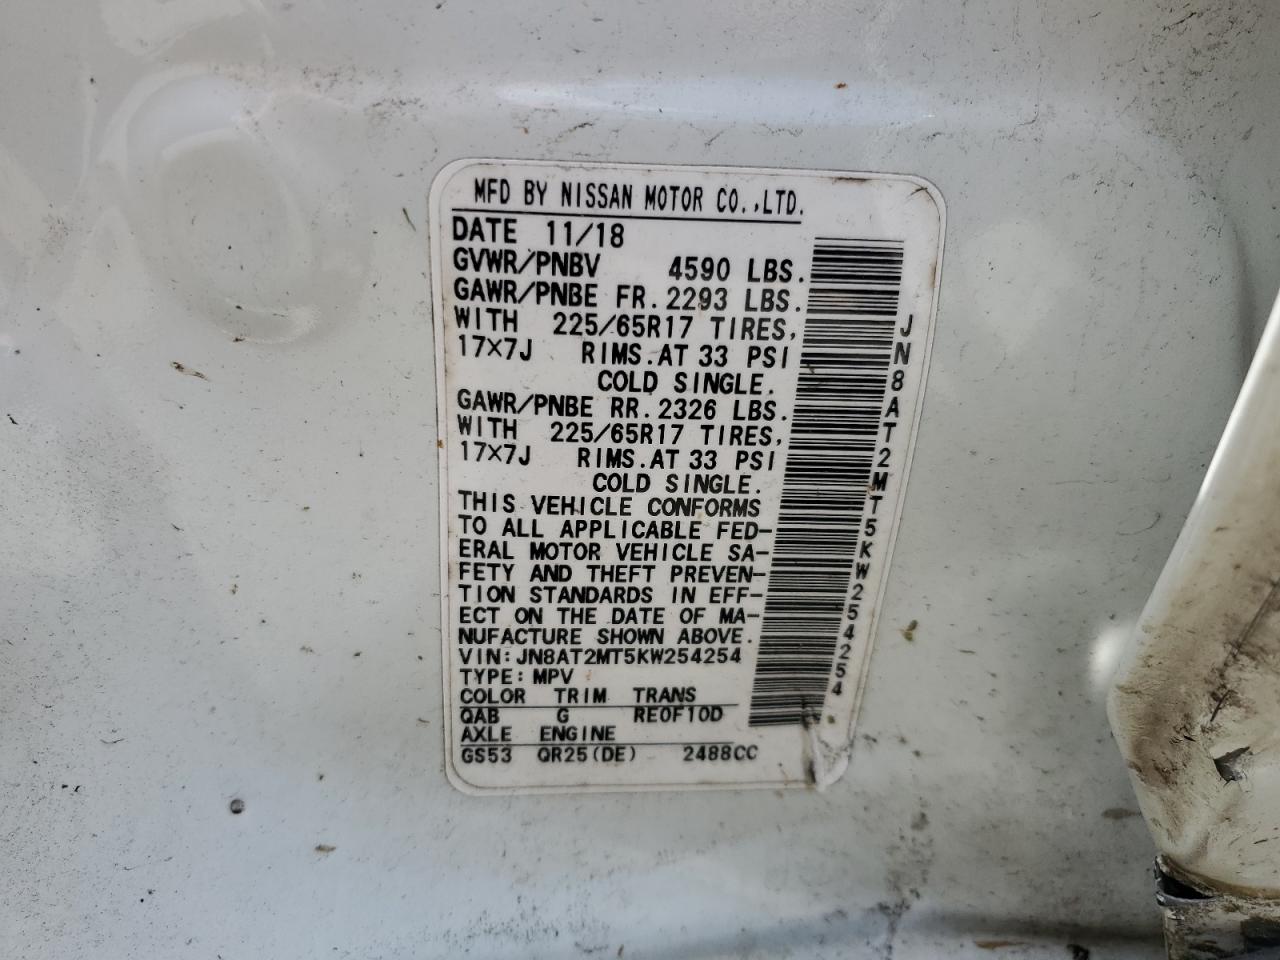 MFD BY NISSAN MOTOR CO.,LTD.
DATE 11/18
GVWR/PNBV 4590 LBS.
GAWR/PNBE FR. 2293 LBS.
WITH 225/65R17 TIRES,
17×7J RIMS. AT 33 PSI
COLD SINGLE.
GAWR/PNBE RR. 2326 LBS.
WITH 225/65R17 TIRES,
17×7J RIMS. AT 33 PSI
COLD SINGLE.
THIS VEHICLE CONFORMS
TO ALL APPLICABLE FED-
ERAL MOTOR VEHICLE SA-
FETY AND THEFT PREVEN-
TION STANDARDS IN EFF-
ECT ON THE DATE OF MA-
NUFACTURE SHOWN ABOVE.
VIN: JN8AT2MT5KW254254
TYPE: MPV
COLOR TRIM TRANS
QAB G RE0F10D
AXLE ENGINE
GS53 QR25(DE) 2488CC
JN8AT2MT5KW254254